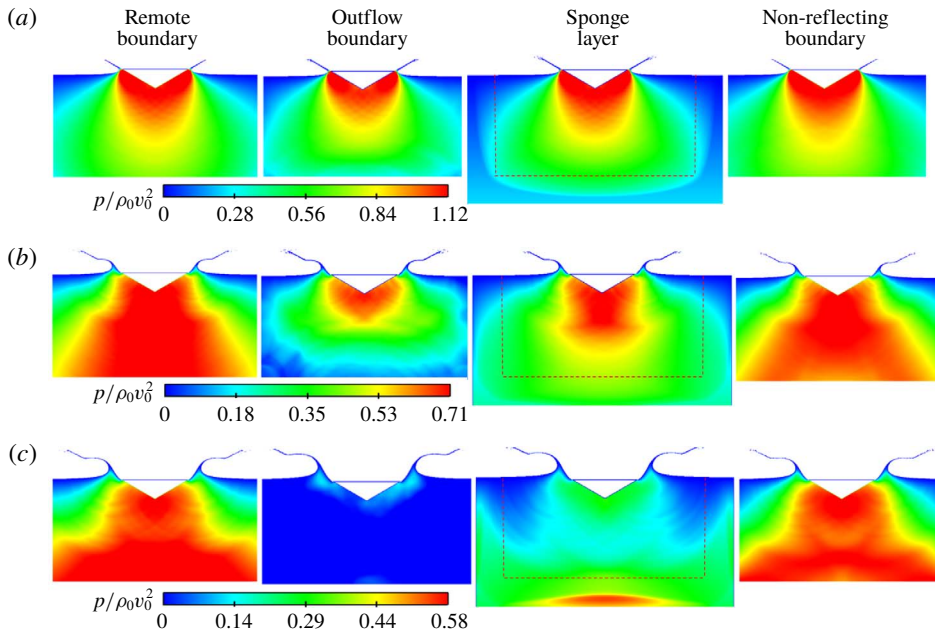 (a)
Remote
boundary
Outflow
boundary
Sponge
layer
Non-reflecting
boundary
p/ρ₀v₀²
0 0.28 0.56 0.84 1.12
(b)
p/ρ₀v₀²
0 0.18 0.35 0.53 0.71
(c)
p/ρ₀v₀²
0 0.14 0.29 0.44 0.58